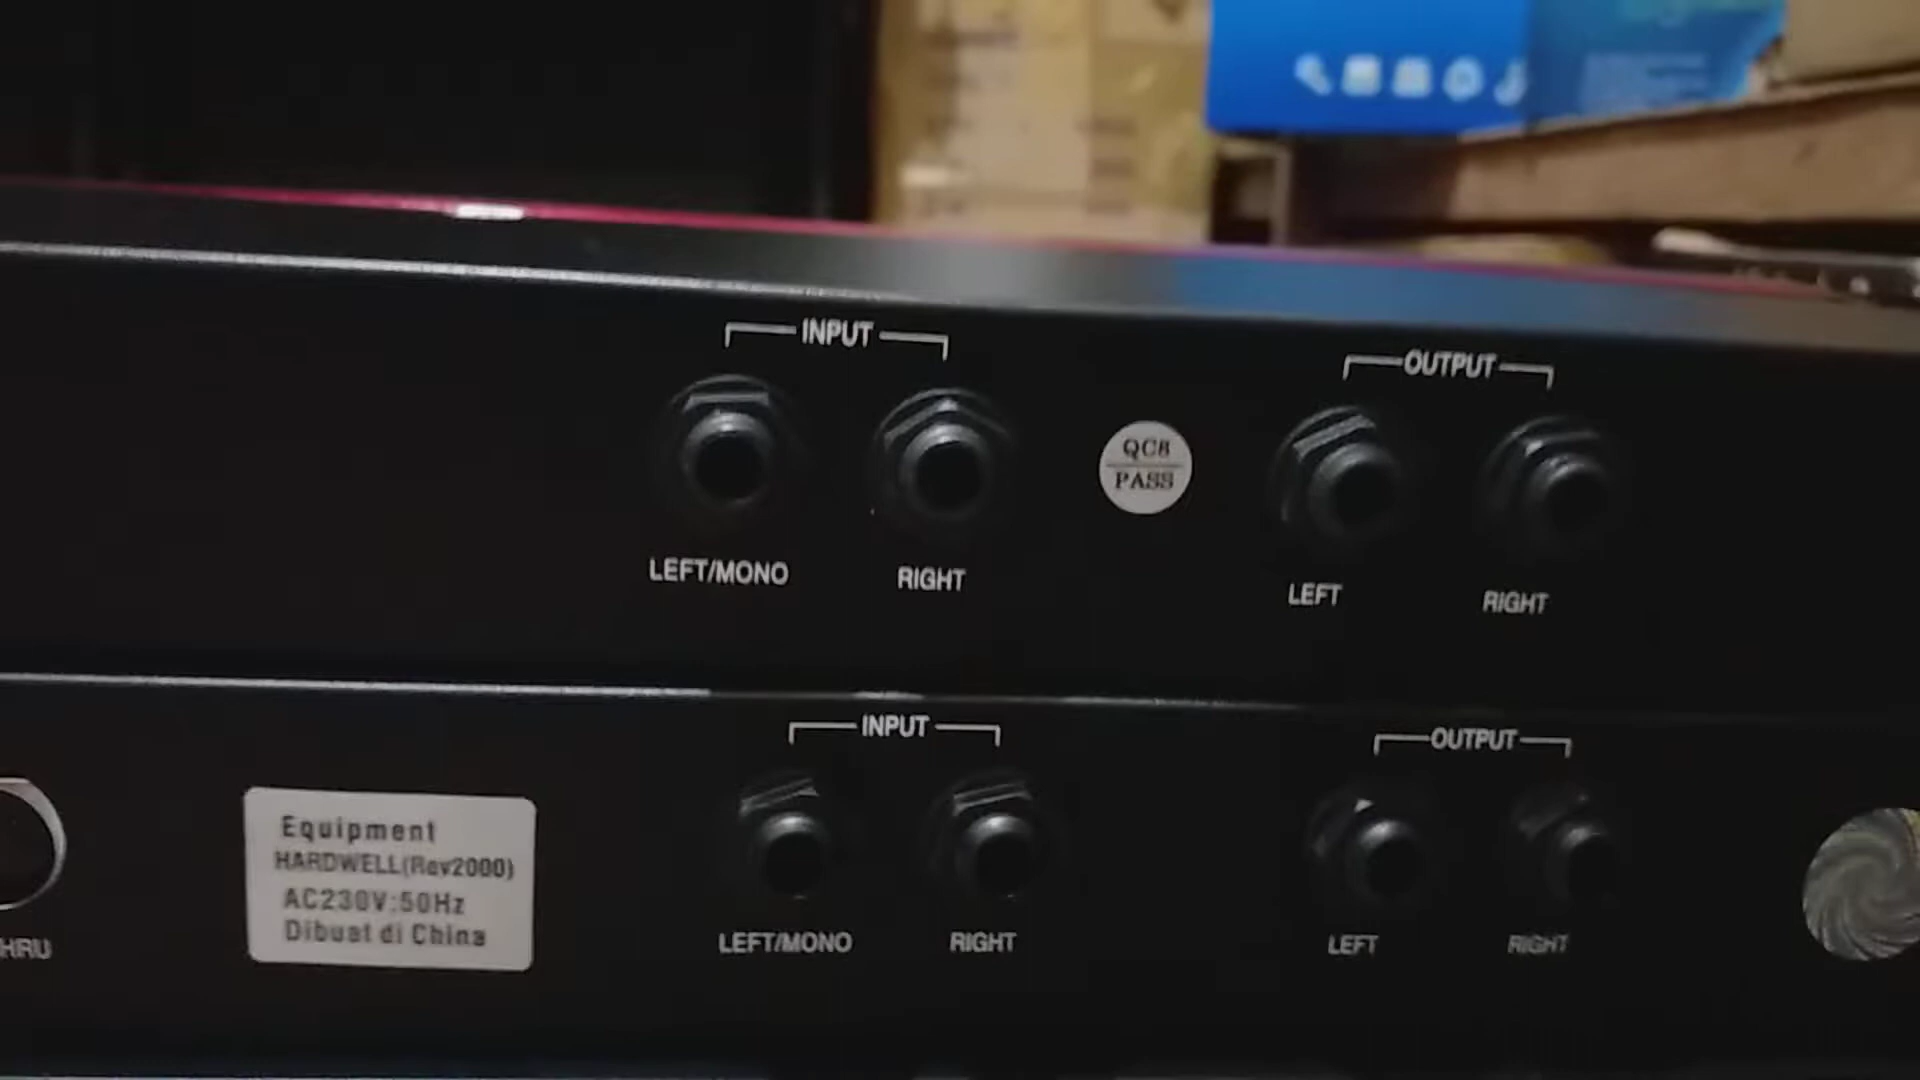 INPUT
OUTPUT
QC8
PASS
LEFT/MONO
RIGHT
LEFT
RIGHT
INPUT
OUTPUT
Equipment
HARDWELL(Rev2000)
AC230V:50Hz
Dibuat di China
HRU
LEFT/MONO
RIGHT
LEFT
RIGHT